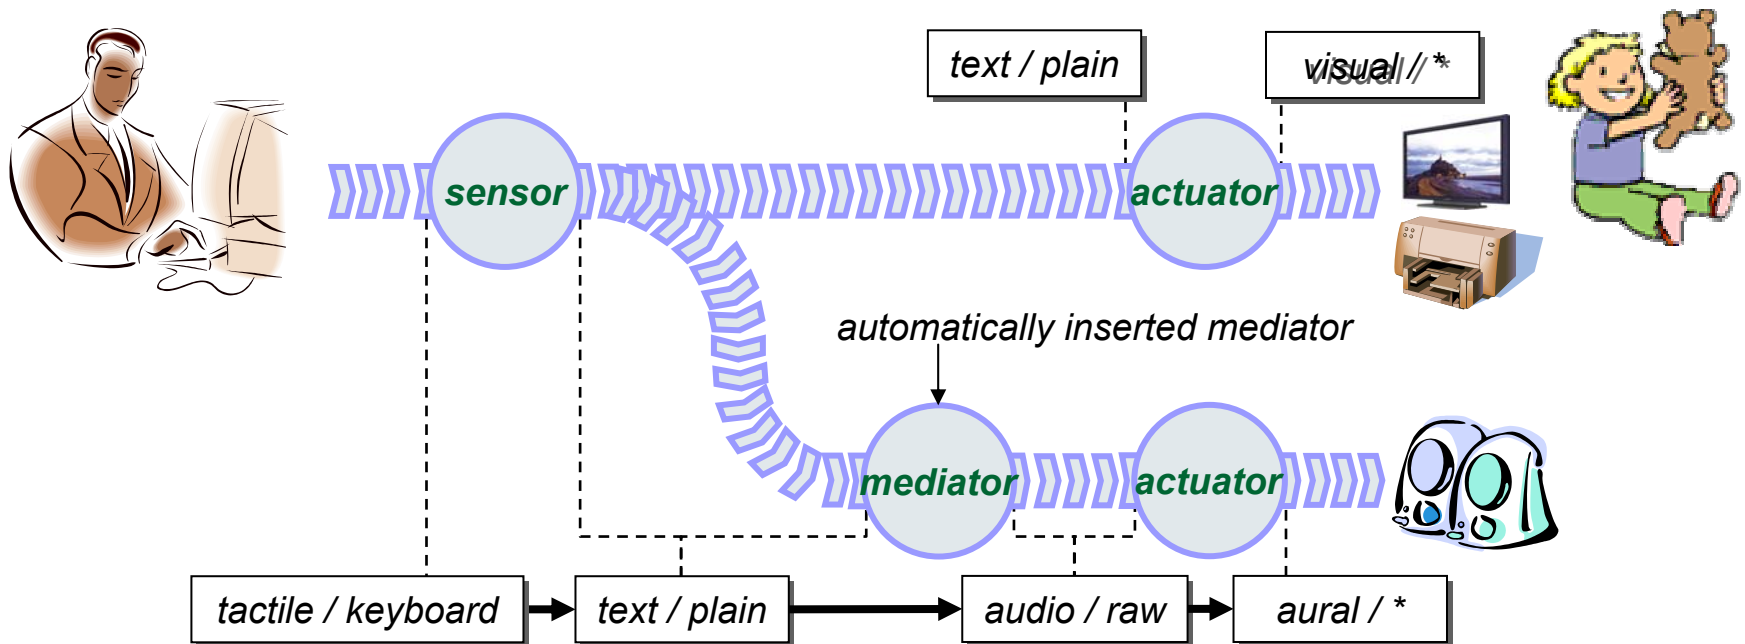 text / plain
visual / *
sensor
actuator
automatically inserted mediator
mediator
actuator
tactile / keyboard
text / plain
audio / raw
aural / *